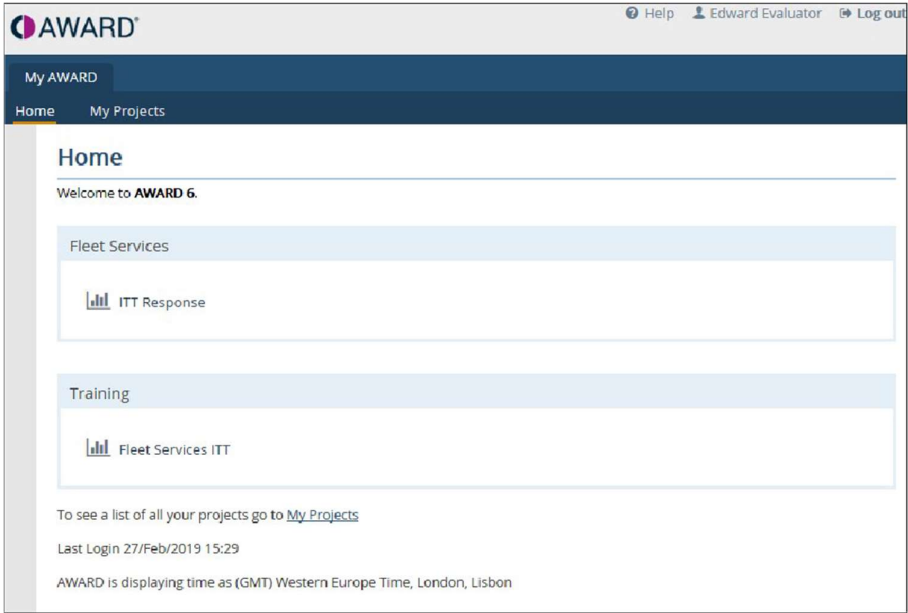 AWARD
Help Edward Evaluator Log out
My AWARD
Home My Projects
Home
Welcome to AWARD 6.
Fleet Services
ITT Response
Training
Fleet Services ITT
To see a list of all your projects go to My Projects
Last Login 27/Feb/2019 15:29
AWARD is displaying time as (GMT) Western Europe Time, London, Lisbon